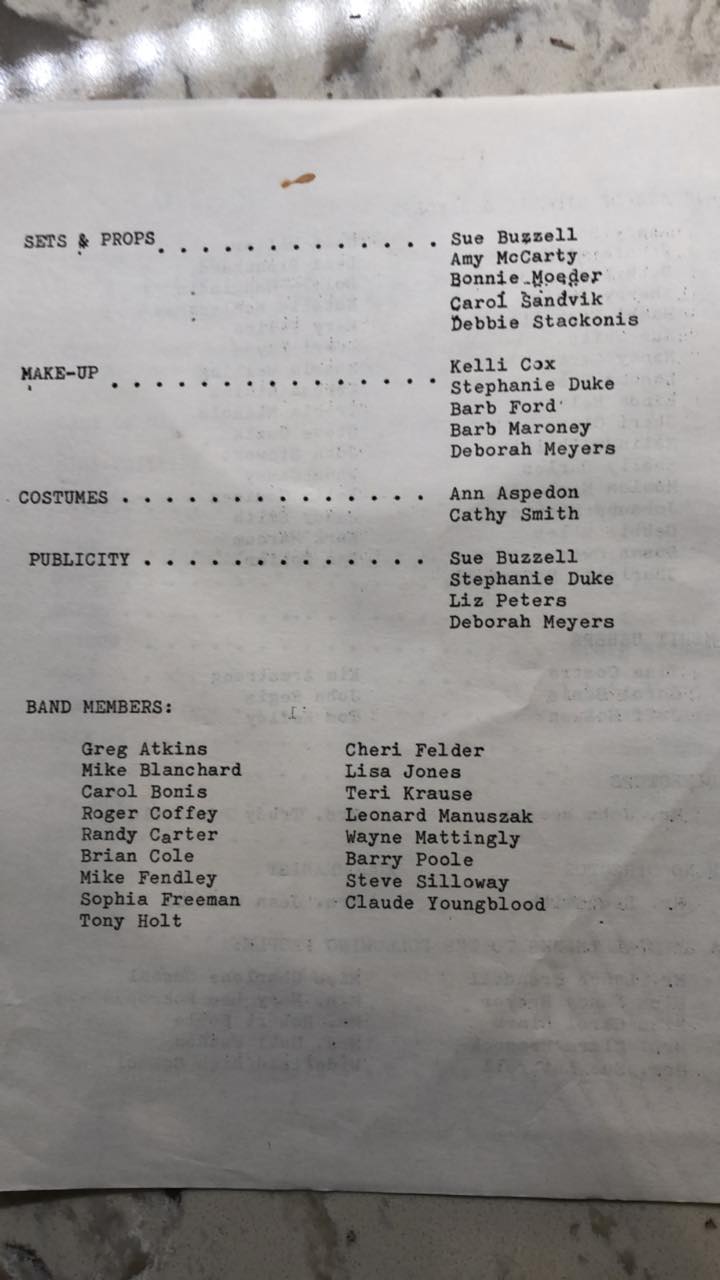 SETS & PROPS. . . . . . . . . . . . . Sue Buzzell
Amy McCarty
Bonnie Moeder
Carol Sandvik
Debbie Stackonis
MAKE-UP . . . . . . . . . . . . . . . Kelli Cox
Stephanie Duke
Barb Ford
Barb Maroney
Deborah Meyers
COSTUMES . . . . . . . . . . . . . . Ann Aspedon
Cathy Smith
PUBLICITY . . . . . . . . . . . . . Sue Buzzell
Stephanie Duke
Liz Peters
Deborah Meyers
BAND MEMBERS:
Greg Atkins Cheri Felder
Mike Blanchard Lisa Jones
Carol Bonis Teri Krause
Roger Coffey Leonard Manuszak
Randy Carter Wayne Mattingly
Brian Cole Barry Poole
Mike Fendley Steve Silloway
Sophia Freeman Claude Youngblood
Tony Holt